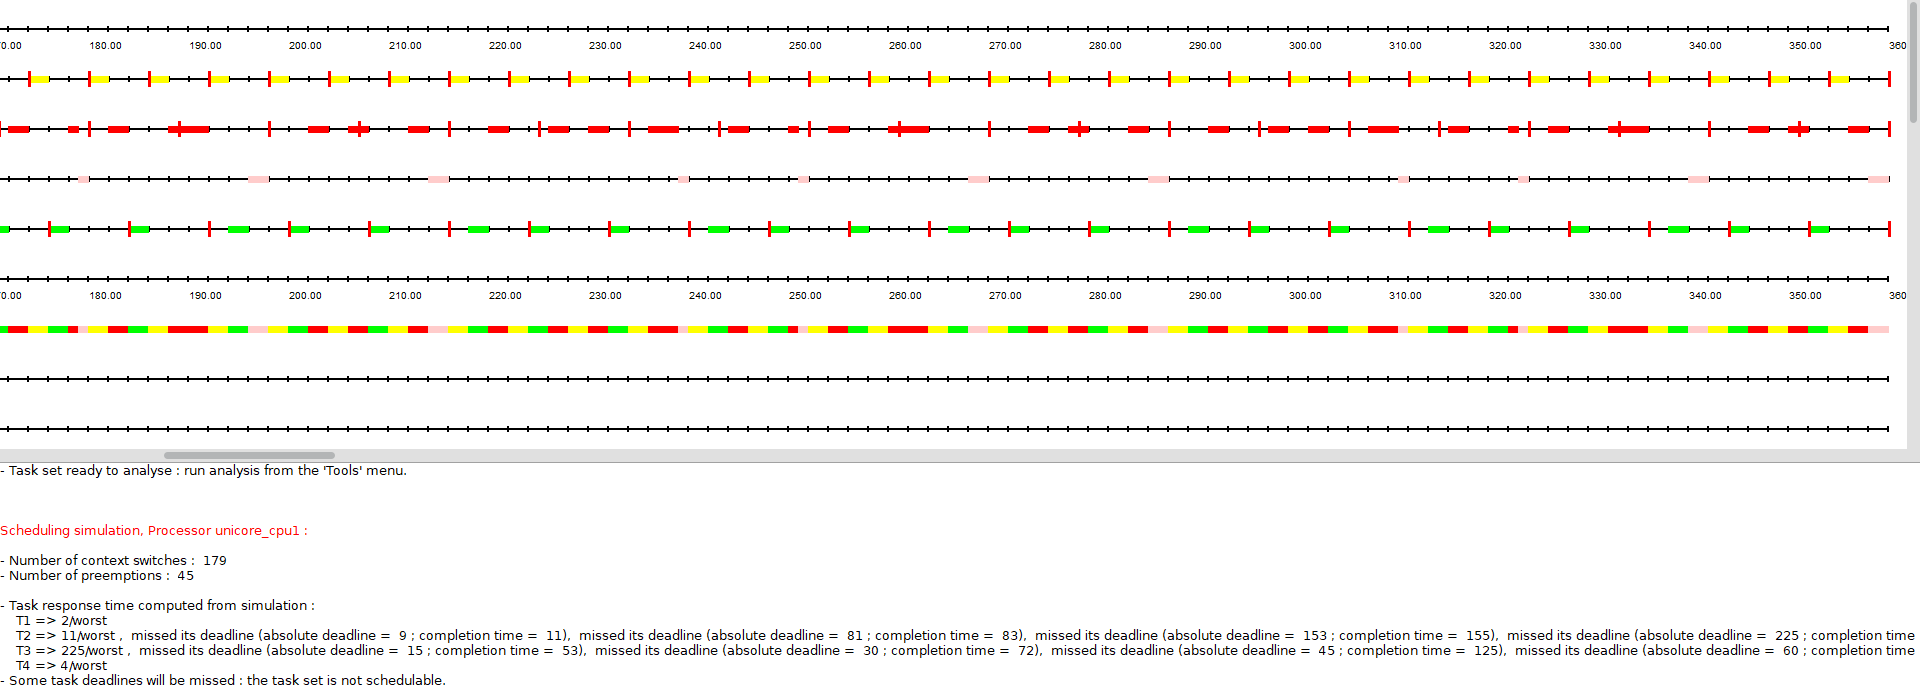 70.00 180.00 190.00 200.00 210.00 220.00 230.00 240.00 250.00 260.00 270.00 280.00 290.00 300.00 310.00 320.00 330.00 340.00 350.00 360
70.00 180.00 190.00 200.00 210.00 220.00 230.00 240.00 250.00 260.00 270.00 280.00 290.00 300.00 310.00 320.00 330.00 340.00 350.00 360
- Task set ready to analyse : run analysis from the 'Tools' menu.
Scheduling simulation, Processor unicore_cpu1 :
- Number of context switches :  179
- Number of preemptions :  45
- Task response time computed from simulation :
T1 => 2/worst
T2 => 11/worst ,  missed its deadline (absolute deadline =  9 ; completion time =  11),  missed its deadline (absolute deadline =  81 ; completion time =  83),  missed its deadline (absolute deadline =  153 ; completion time =  155),  missed its deadline (absolute deadline =  225 ; completion time
T3 => 225/worst ,  missed its deadline (absolute deadline =  15 ; completion time =  53),  missed its deadline (absolute deadline =  30 ; completion time =  72),  missed its deadline (absolute deadline =  45 ; completion time =  125),  missed its deadline (absolute deadline =  60 ; completion time
T4 => 4/worst
- Some task deadlines will be missed : the task set is not schedulable.